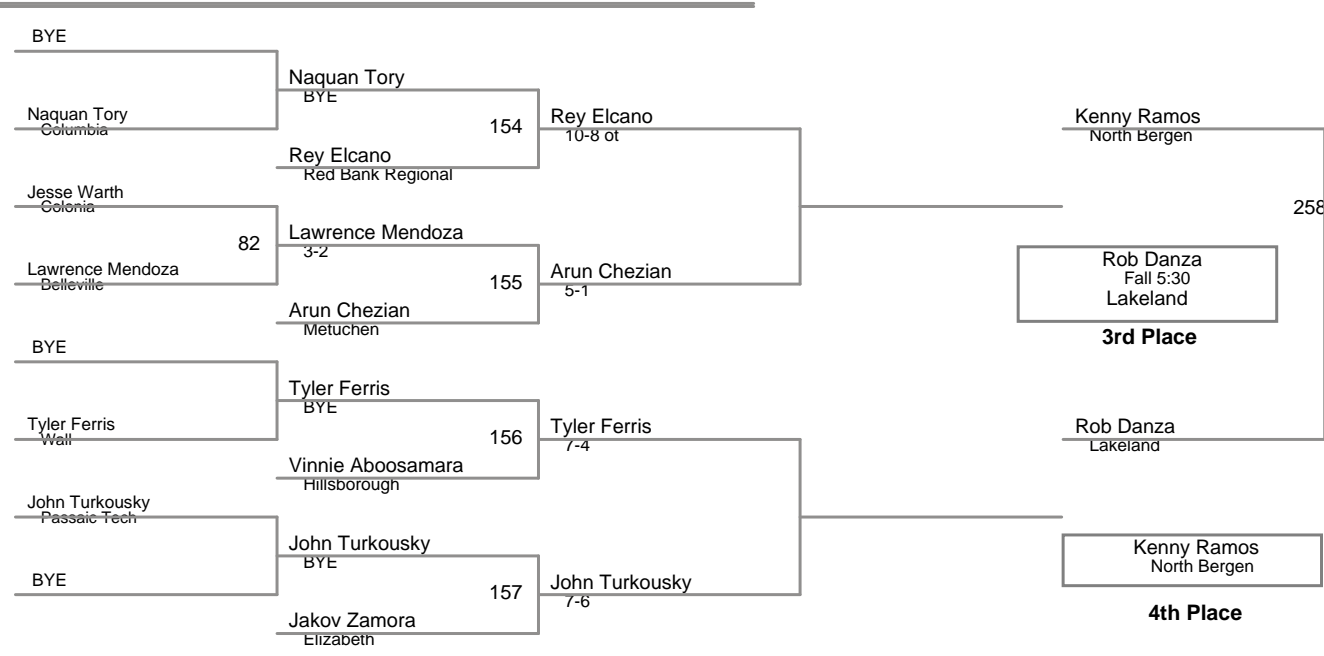 BYE
Naquan Tory
BYE
Naquan Tory
Columbia
154
Rey Elcano
10-8 ot
Kenny Ramos
North Bergen
Rey Elcano
Red Bank Regional
Jesse Warth
Colonia
258
82
Lawrence Mendoza
3-2
Lawrence Mendoza
Belleville
155
Arun Chezian
5-1
Rob Danza
Fall 5:30
Lakeland
Arun Chezian
Metuchen
3rd Place
BYE
Tyler Ferris
BYE
Tyler Ferris
Wall
156
Tyler Ferris
7-4
Rob Danza
Lakeland
Vinnie Aboosamara
Hillsborough
John Turkousky
Passaic Tech
John Turkousky
BYE
Kenny Ramos
North Bergen
BYE
157
John Turkousky
7-6
Jakov Zamora
Elizabeth
4th Place